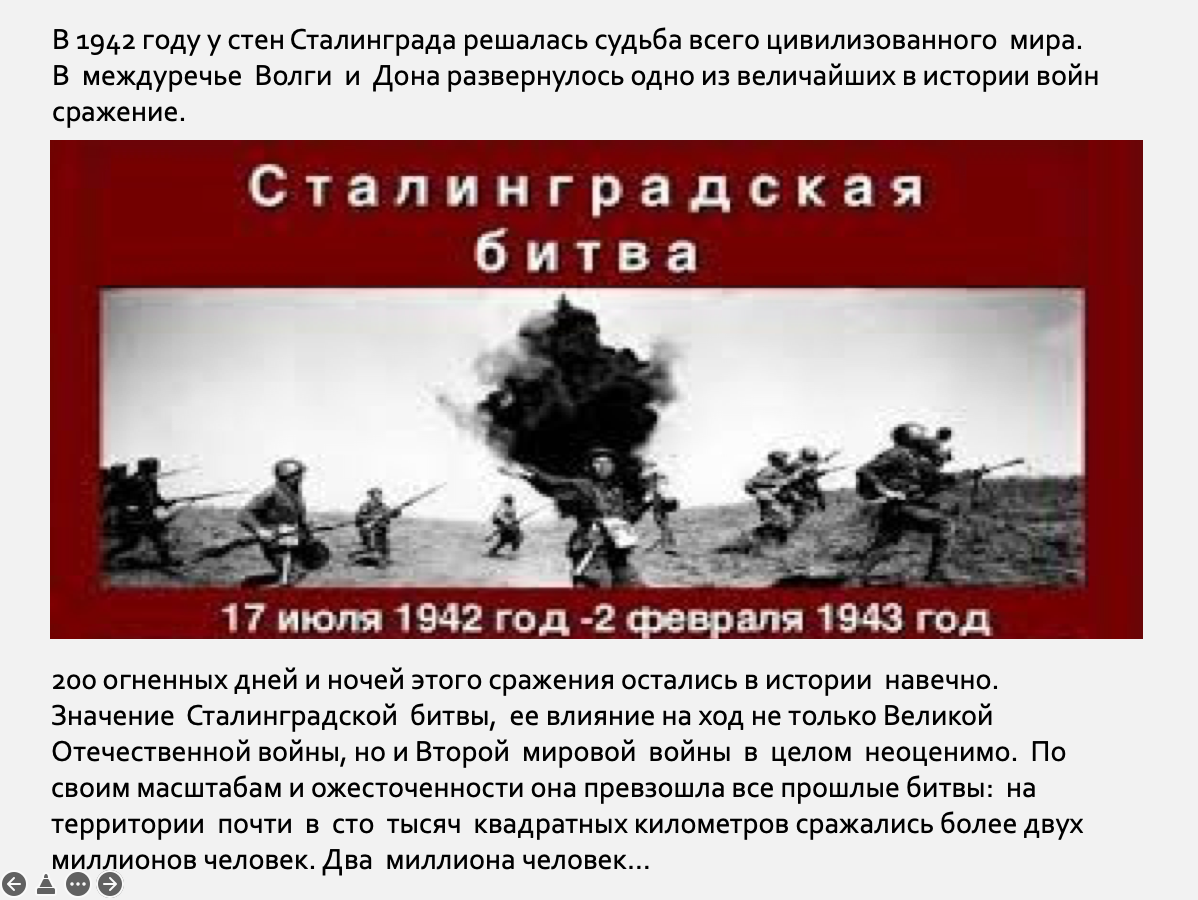 В 1942 году у стен Сталинграда решалась судьба всего цивилизованного мира.
В междуречье Волги и Дона развернулось одно из величайших в истории войн
сражение.
Сталинградская
битва
17 июля 1942 год -2 февраля 1943 год
200 огненных дней и ночей этого сражения остались в истории навечно.
Значение Сталинградской битвы, ее влияние на ход не только Великой
Отечественной войны, но и Второй мировой войны в целом неоценимо. По
своим масштабам и ожесточенности она превзошла все прошлые битвы: на
территории почти в сто тысяч квадратных километров сражались более двух
миллионов человек. Два миллиона человек...